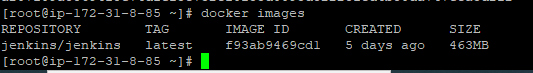 [root@ip-172-31-8-85 ~]# docker images
REPOSITORY TAG IMAGE ID CREATED SIZE
jenkins/jenkins latest f93ab9469cd1 5 days ago 463MB
[root@ip-172-31-8-85 ~]#